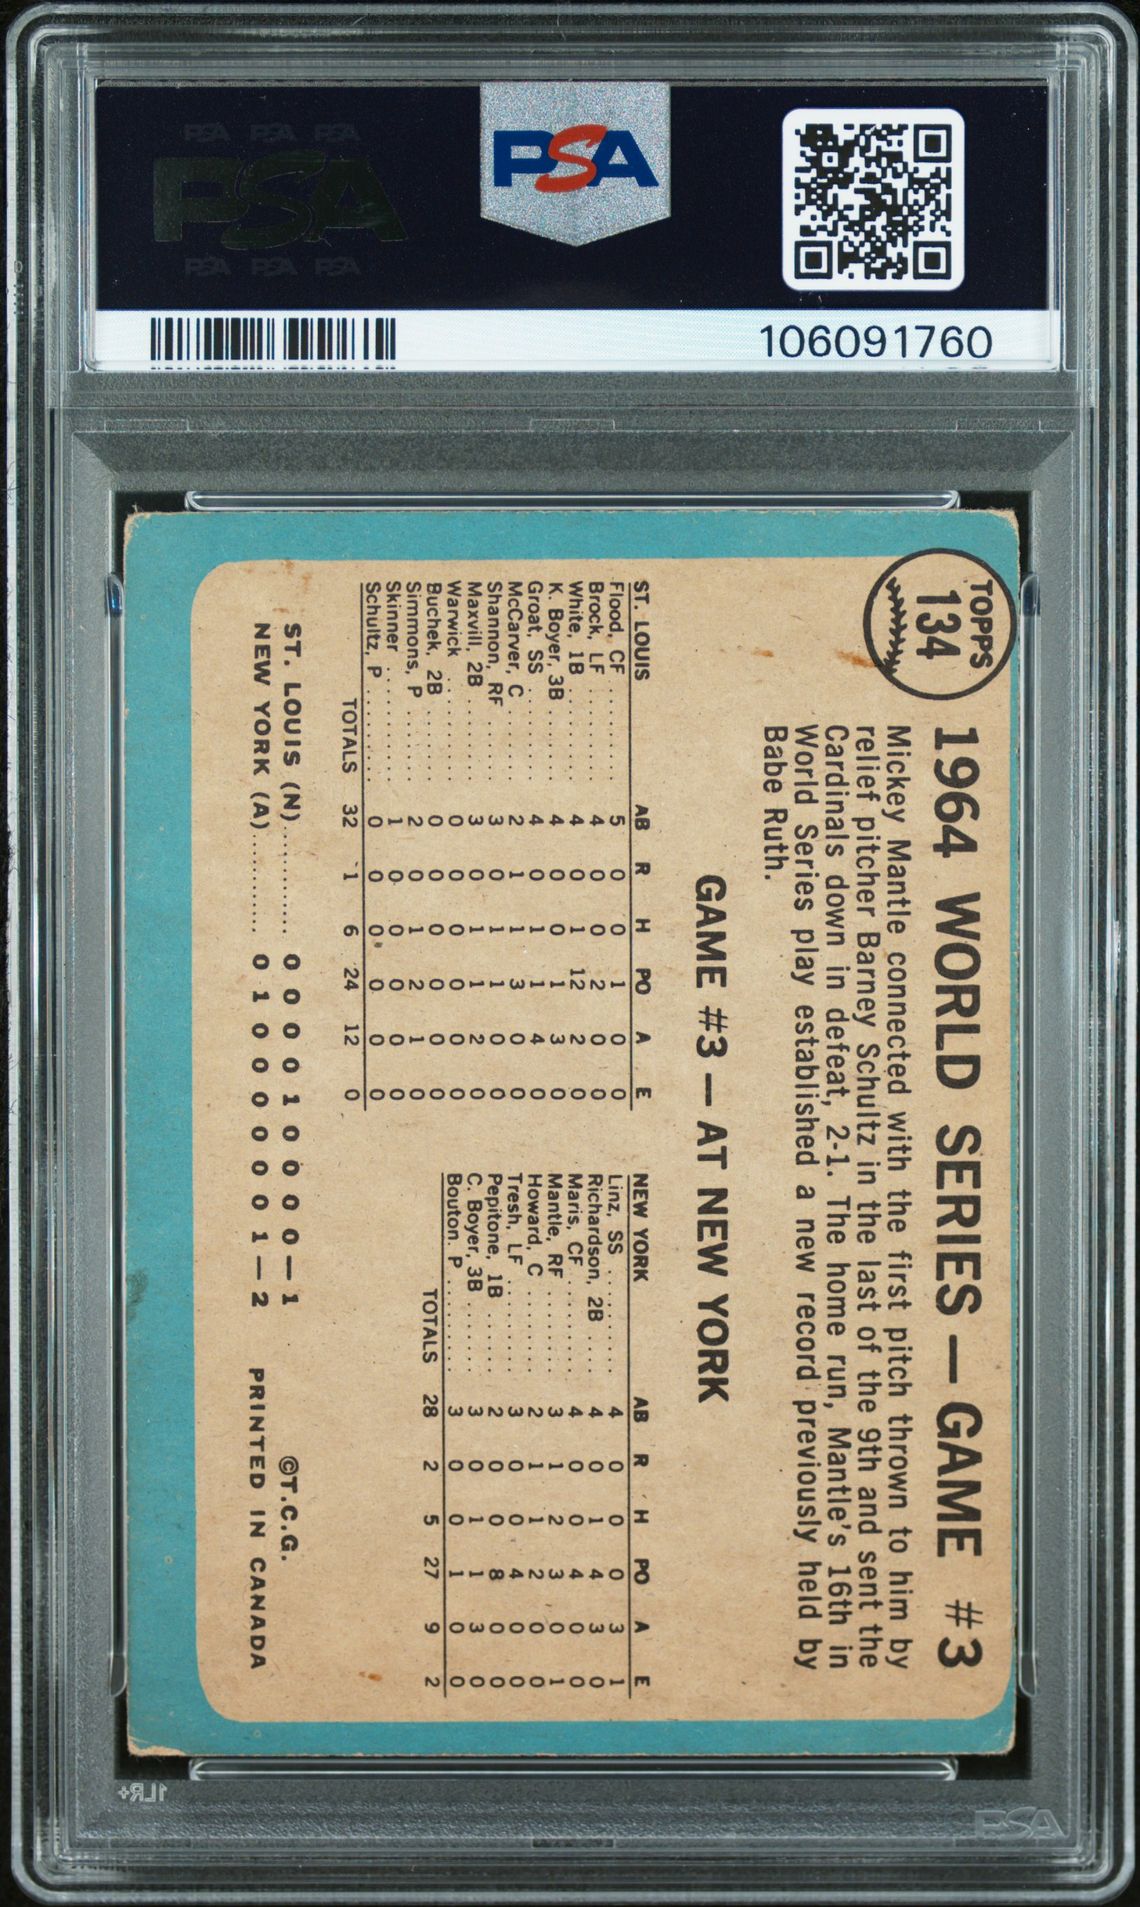 PSA PSA PSA
PSA
PSA PSA PSA
PSA
106091760
TOPPS
134
1964 WORLD SERIES — GAME #3
Mickey Mantle connected with the first pitch thrown to him by
relief pitcher Barney Schultz in the last of the 9th and sent the
Cardinals down in defeat, 2-1. The home run, Mantle's 16th in
World Series play established a new record previously held by
Babe Ruth.
GAME #3 — AT NEW YORK
ST. LOUIS AB R H PO A E
Flood, CF ......... 5 0 0 1 0 0
Brock, LF ......... 4 0 0 2 0 0
White, 1B ......... 4 0 1 12 2 0
K. Boyer, 3B ...... 4 0 0 1 3 0
Groat, SS ......... 4 0 1 1 4 0
McCarver, C ....... 2 1 1 3 0 0
Shannon, RF ....... 3 0 1 1 0 0
Maxvill, 2B ....... 3 0 1 1 2 0
Warwick ........... 0 0 0 0 0 0
Buchek, 2B ........ 0 0 0 0 0 0
Simmons, P ........ 2 0 1 2 1 0
Skinner ........... 1 0 0 0 0 0
Schultz, P ........ 0 0 0 0 0 0
TOTALS 32 1 6 24 12 0
NEW YORK AB R H PO A E
Linz, SS .......... 4 0 0 0 3 1
Richardson, 2B .... 4 0 1 4 3 0
Maris, CF ......... 4 0 0 4 0 0
Mantle, RF ........ 3 1 2 3 0 1
Howard, C ......... 2 1 1 2 0 0
Tresh, LF ......... 3 0 0 4 0 0
Pepitone, 1B ...... 2 0 0 8 0 0
C. Boyer, 3B ...... 3 0 1 1 3 0
Bouton. P ......... 3 0 0 1 0 0
TOTALS 28 2 5 27 9 2
ST. LOUIS (N) ............ 0 0 0 0 1 0 0 0 0 — 1
NEW YORK (A) ............ 0 1 0 0 0 0 0 0 1 — 2
©T.C.G.
PRINTED IN CANADA
1LR+
PSA